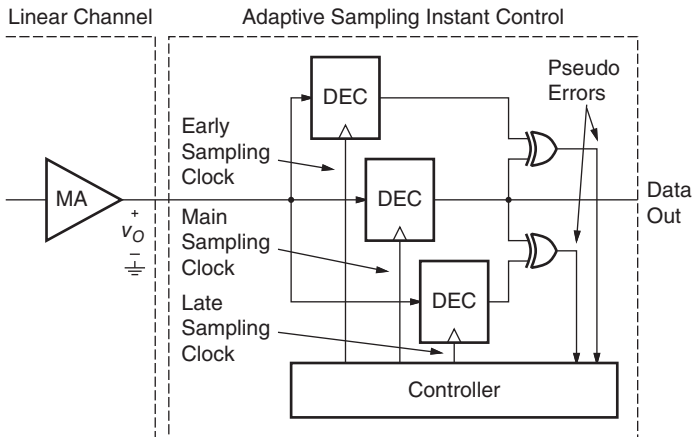 Linear Channel
Adaptive Sampling Instant Control
DEC
Pseudo
Errors
Early
Sampling
Clock
MA
DEC
Data
Out
+
vO
−
Main
Sampling
Clock
DEC
Late
Sampling
Clock
Controller